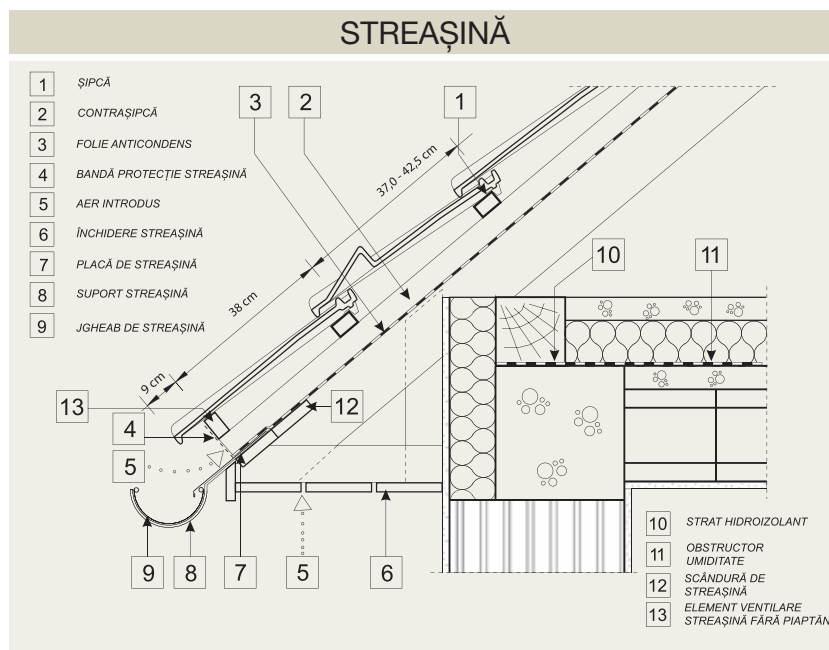 STREAȘINĂ
1 ȘIPCĂ
2 CONTRAȘIPCĂ
3 FOLIE ANTICONDENS
4 BANDĂ PROTECȚIE STREAȘINĂ
5 AER INTRODUS
6 ÎNCHIDERE STREAȘINĂ
7 PLACĂ DE STREAȘINĂ
8 SUPORT STREAȘINĂ
9 JGHEAB DE STREAȘINĂ
3 2 1
37,0 - 42,5 cm
38 cm
9 cm
10 11
13
12
4
5
9 8 7 5 6
10 STRAT HIDROIZOLANT
11 OBSTRUCTOR
UMIDITATE
12 SCÂNDURĂ DE
STREAȘINĂ
13 ELEMENT VENTILARE
STREAȘINĂ FĂRĂ PIAPTĂN